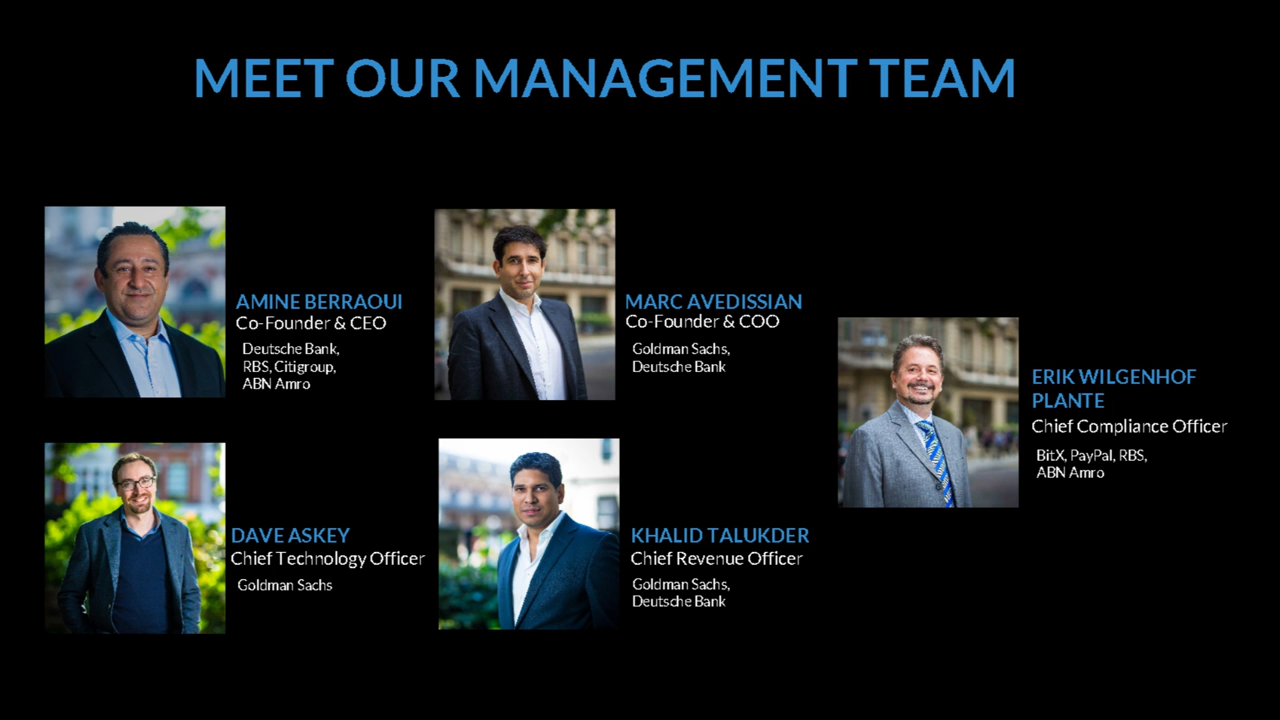 MEET OUR MANAGEMENT TEAM
AMINE BERRAOUI
Co-Founder & CEO
Deutsche Bank,
RBS, Citigroup,
ABN Amro
MARC AVEDISSIAN
Co-Founder & COO
Goldman Sachs,
Deutsche Bank
ERIK WILGENHOF
PLANTE
Chief Compliance Officer
BitX, PayPal, RBS,
ABN Amro
DAVE ASKEY
Chief Technology Officer
Goldman Sachs
KHALID TALUKDER
Chief Revenue Officer
Goldman Sachs,
Deutsche Bank